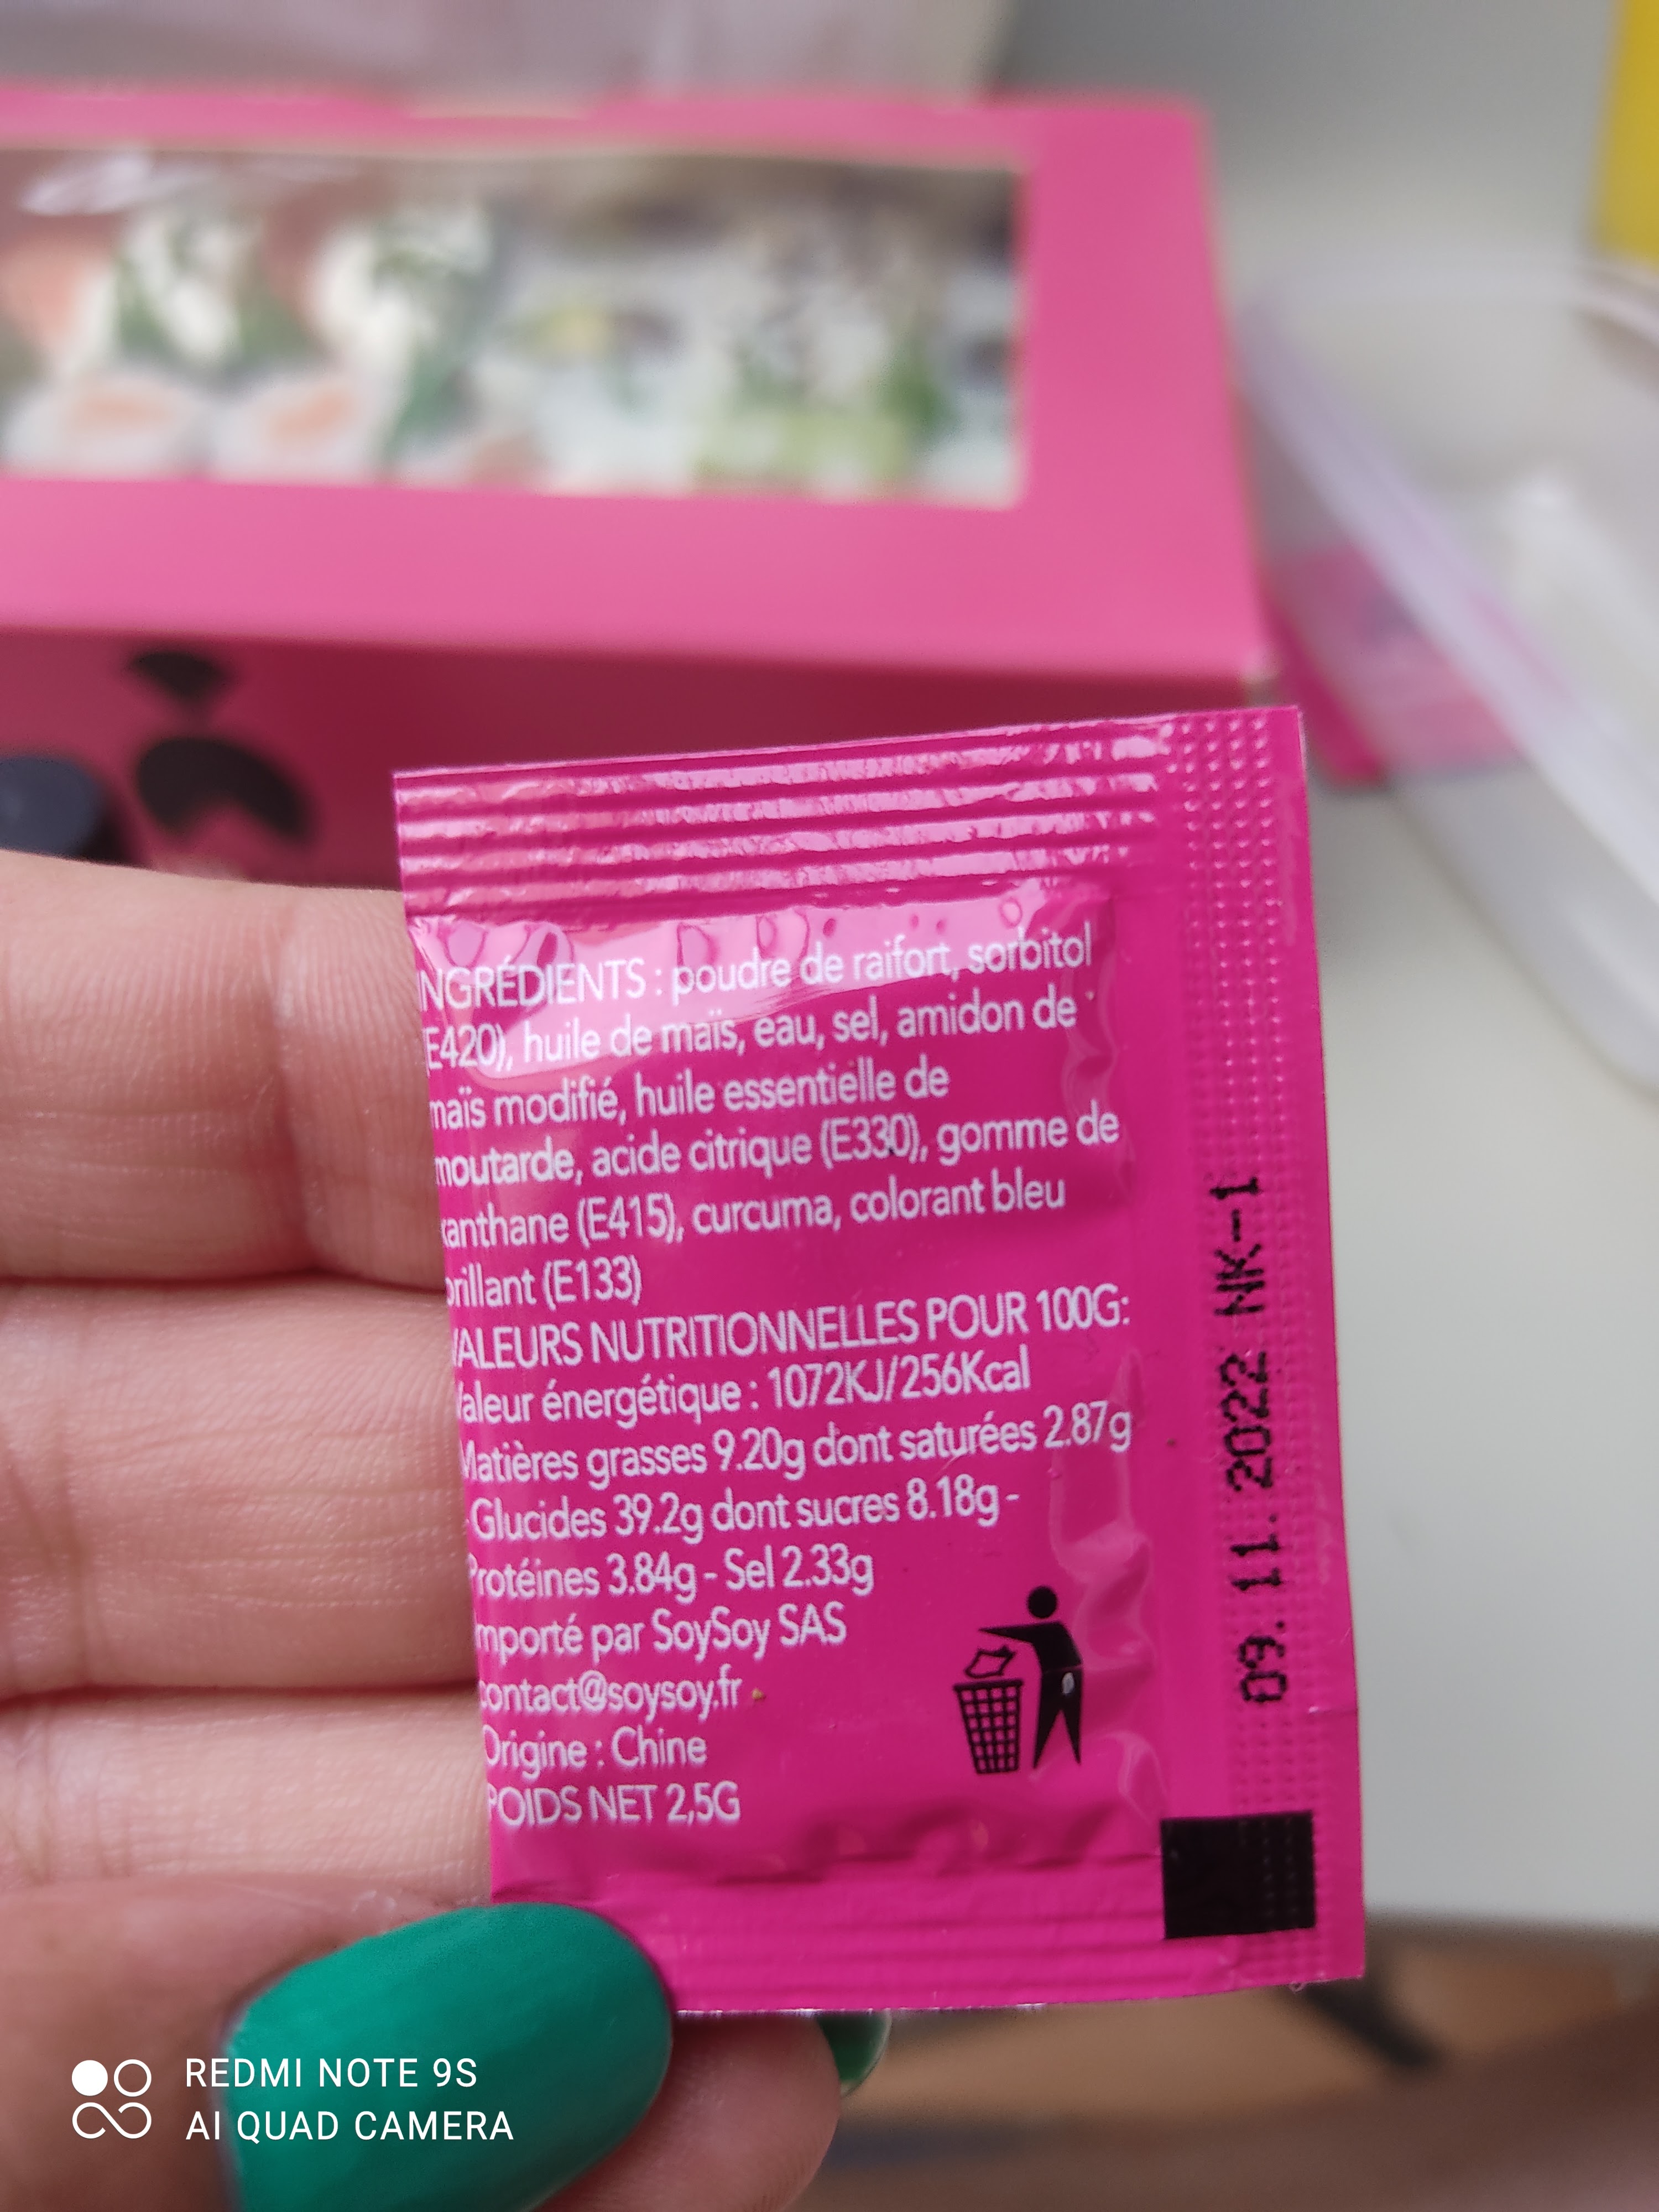 NGRÉDIENTS : poudre de raifort, sorbitol
(E420), huile de maïs, eau, sel, amidon de
maïs modifié, huile essentielle de
moutarde, acide citrique (E330), gomme de
xanthane (E415), curcuma, colorant bleu
brillant (E133)
VALEURS NUTRITIONNELLES POUR 100G:
Valeur énergétique : 1072KJ/256Kcal
Matières grasses 9.20g dont saturées 2.87g
- Glucides 39.2g dont sucres 8.18g -
Protéines 3.84g - Sel 2.33g
mporté par SoySoy SAS
contact@soysoy.fr
Origine : Chine
POIDS NET 2,5G
09. 11. 2022 NK-1
REDMI NOTE 9S
AI QUAD CAMERA